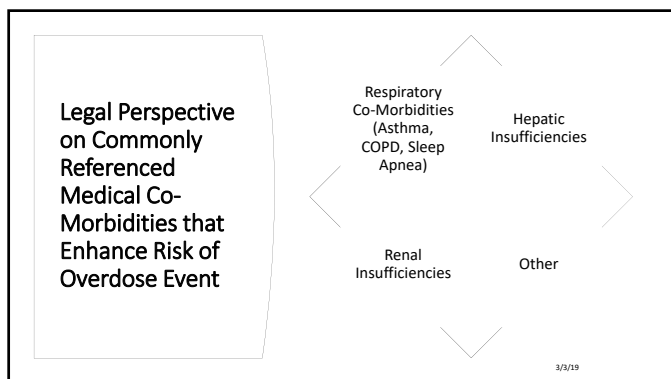 Legal Perspective
on Commonly
Referenced
Medical Co-
Morbidities that
Enhance Risk of
Overdose Event
Respiratory
Co-Morbidities
(Asthma,
COPD, Sleep
Apnea)
Hepatic
Insufficiencies
Renal
Insufficiencies
Other
3/3/19